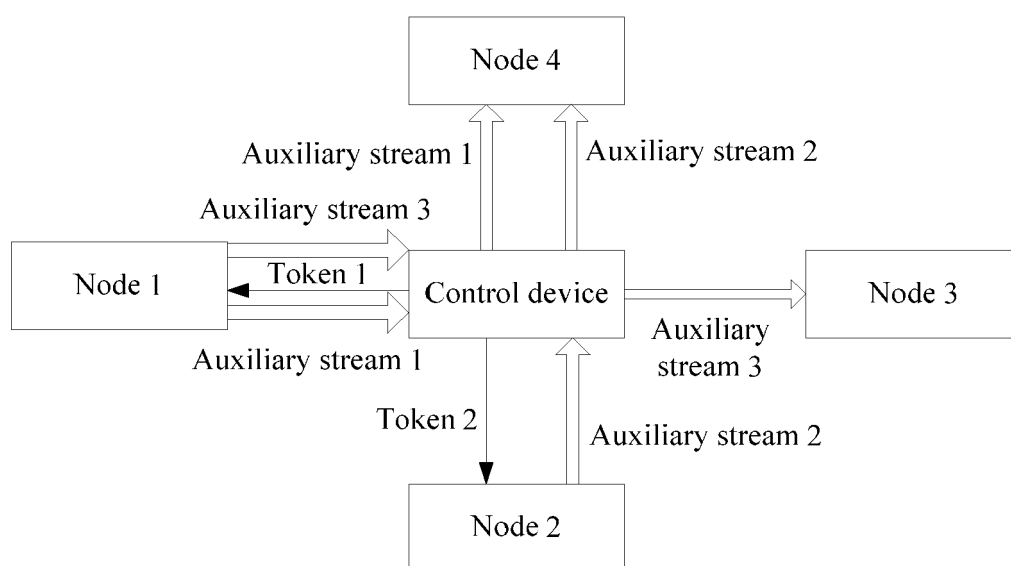 Node 4
Auxiliary stream 1
Auxiliary stream 2
Auxiliary stream 3
Node 1
Token 1
Control device
Node 3
Auxiliary stream 1
Auxiliary
stream 3
Token 2
Auxiliary stream 2
Node 2